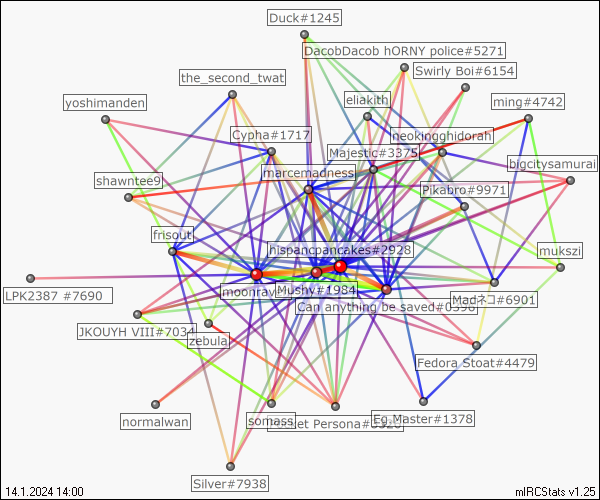 Duck#1245
DacobDacob hORNY police#5271
Swirly Boi#6154
the_second_twat
yoshimanden
eliakith
ming#4742
Cypha#1717
neokingghidorah
Majestic#3375
marcemadness
bigcitysamurai
shawntee9
Pikabro#9971
frisout
hispancpancakes#2928
mukszi
moonray
Mushy#1984
LPK2387 #7690
Madネコ#6901
Can anything be saved#0396
JKOUYH VIII#7034
zebula
Fedora Stoat#4479
normalwan
somass
Persona#5526
Eg Master#1378
Silver#7938
14.1.2024 14:00
mIRCStats v1.25